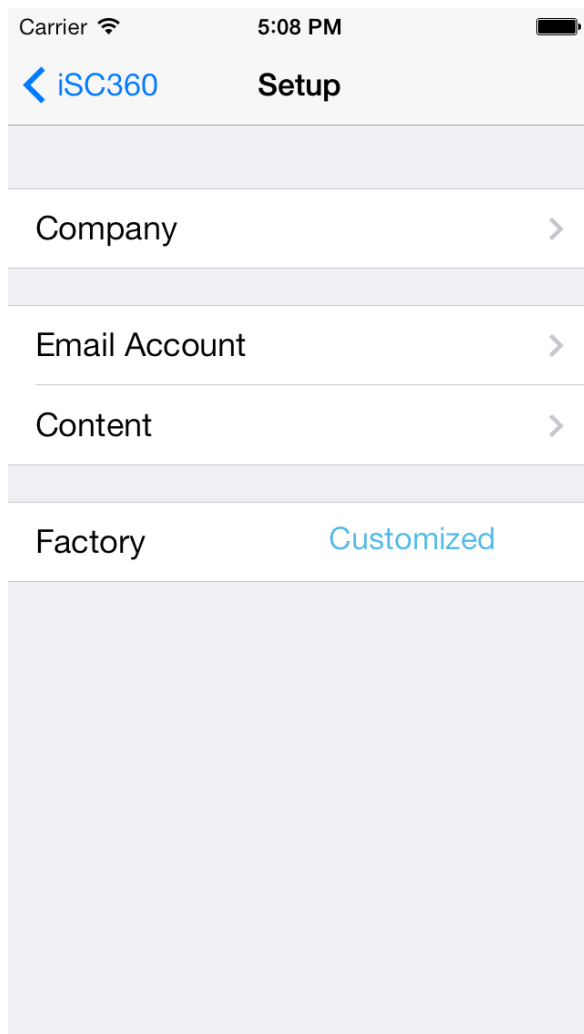 Carrier 5:08 PM
iSC360 Setup
Company
Email Account
Content
Factory Customized